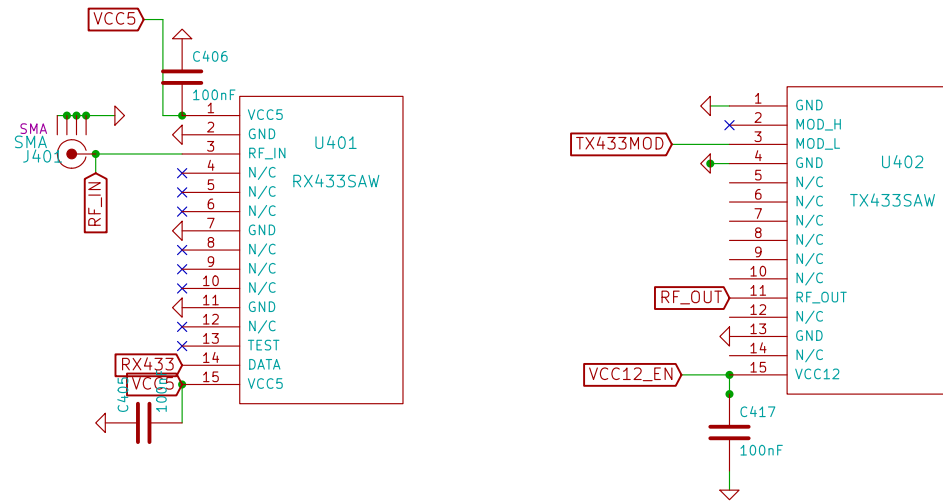 VCC5
C406
100nF
SMA
SMA
J401
RF_IN
U401
RX433SAW
1 VCC5
2 GND
3 RF_IN
4 N/C
5 N/C
6 N/C
7 GND
8 N/C
9 N/C
10 N/C
11 GND
12 N/C
13 TEST
14 DATA
15 VCC5
RX433
VCC5
C405
100nF
TX433MOD
RF_OUT
VCC12_EN
U402
TX433SAW
1 GND
2 MOD_H
3 MOD_L
4 GND
5 N/C
6 N/C
7 N/C
8 N/C
9 N/C
10 N/C
11 RF_OUT
12 N/C
13 GND
14 N/C
15 VCC12
C417
100nF